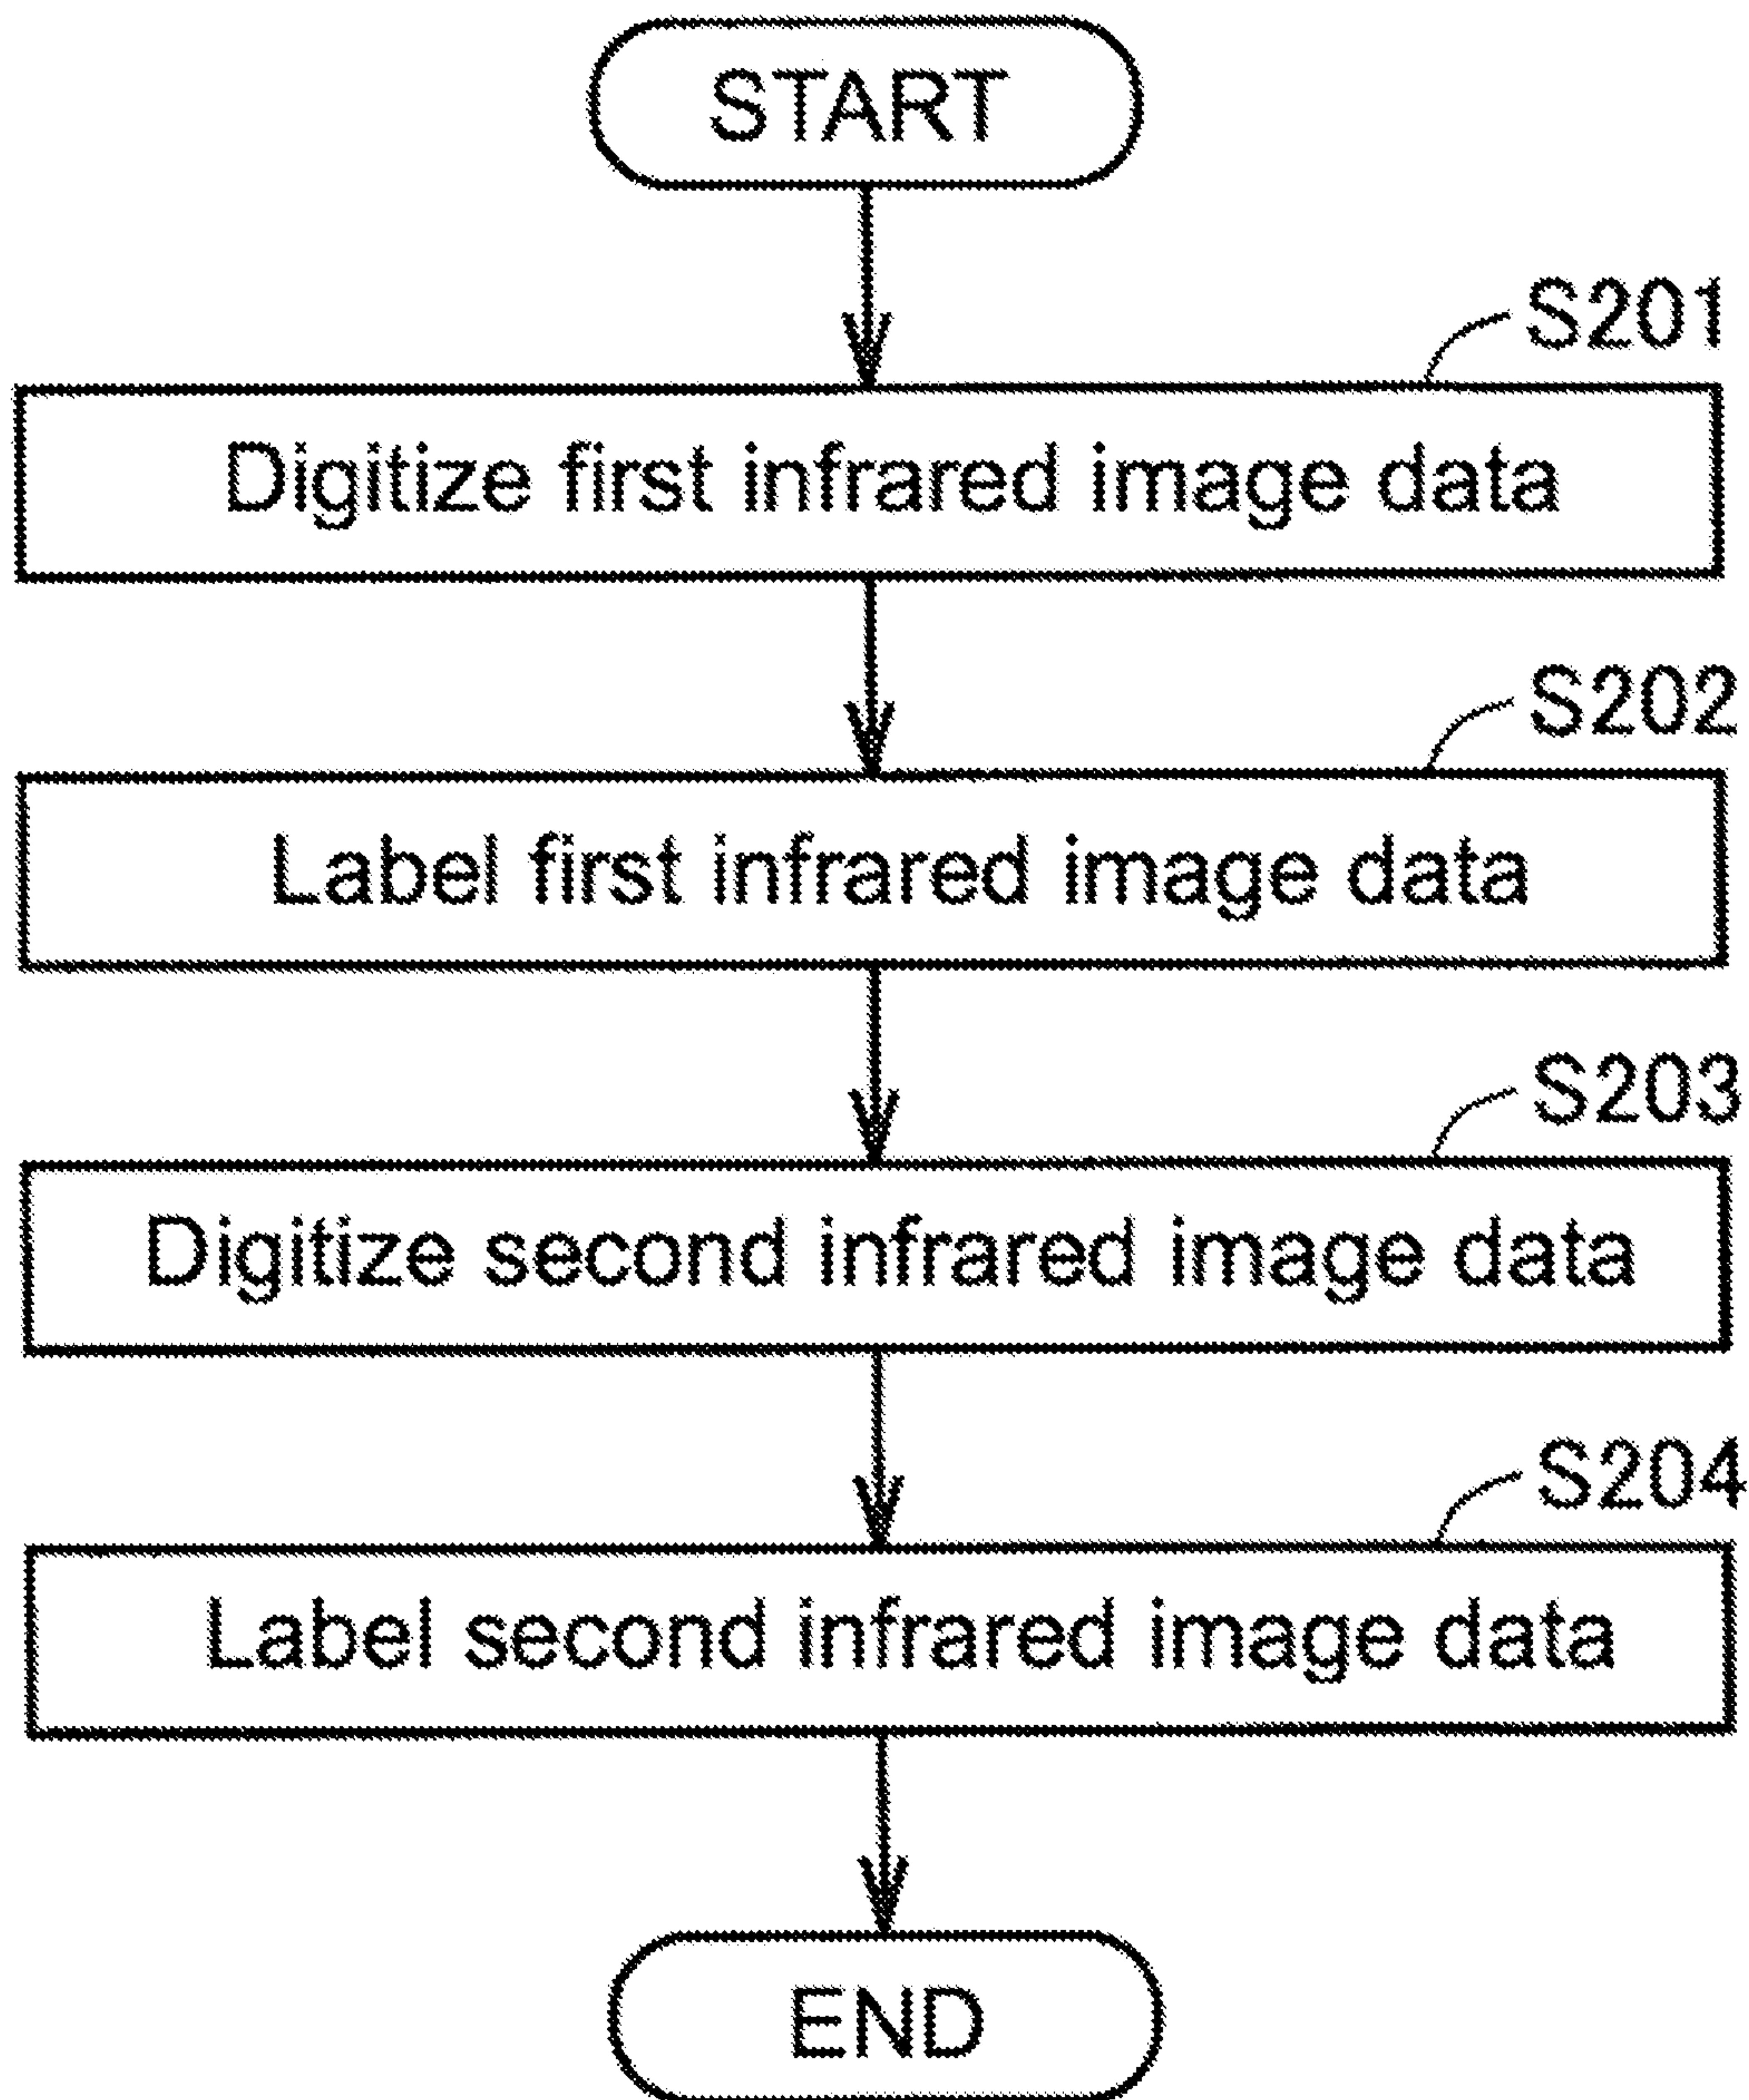 START
S201
Digitize first infrared image data
S202
Label first infrared image data
S203
Digitize second infrared image data
S204
Label second infrared image data
END